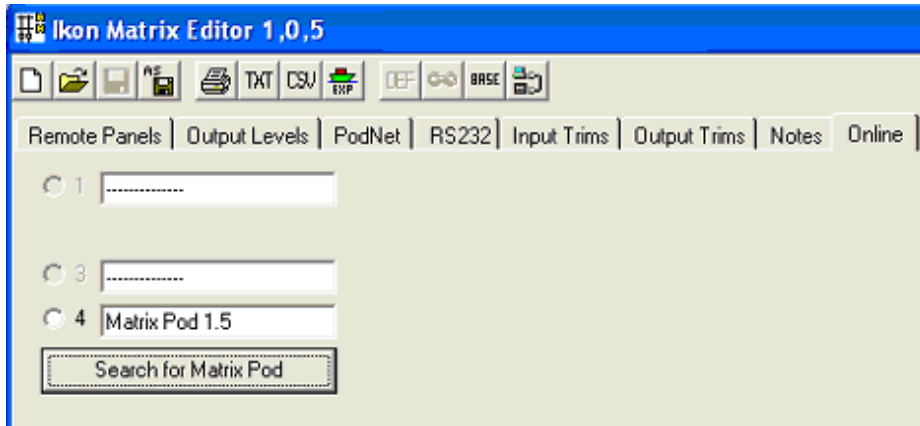 Ikon Matrix Editor 1,0,5
AS TXT CSV EXP DEF BASE
Remote Panels Output Levels PodNet RS232 Input Trims Output Trims Notes Online
1 --------------
3 --------------
4 Matrix Pod 1.5
Search for Matrix Pod